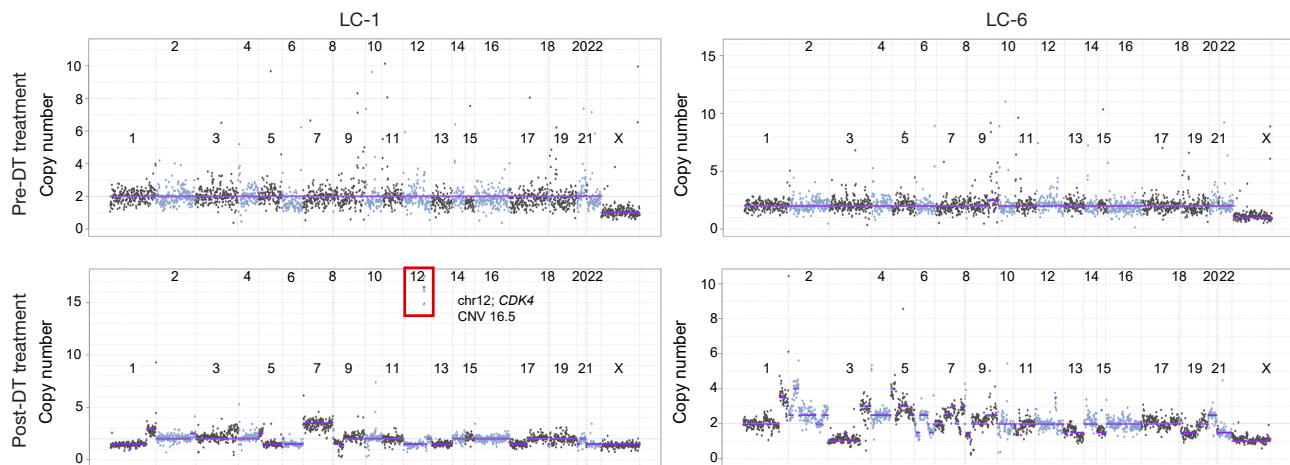 LC-1
LC-6
Pre-DT treatment
Copy number
10
8
6
4
2
0
2 4 6 8 10 12 14 16 18 20 22
1 3 5 7 9 11 13 15 17 19 21 X
Copy number
15
10
5
0
2 4 6 8 10 12 14 16 18 20 22
1 3 5 7 9 11 13 15 17 19 21 X
Post-DT treatment
Copy number
15
10
5
0
2 4 6 8 10 12 14 16 18 20 22
chr12; CDK4
CNV 16.5
1 3 5 7 9 11 13 15 17 19 21 X
Copy number
10
8
6
4
2
0
2 4 6 8 10 12 14 16 18 20 22
1 3 5 7 9 11 13 15 17 19 21 X